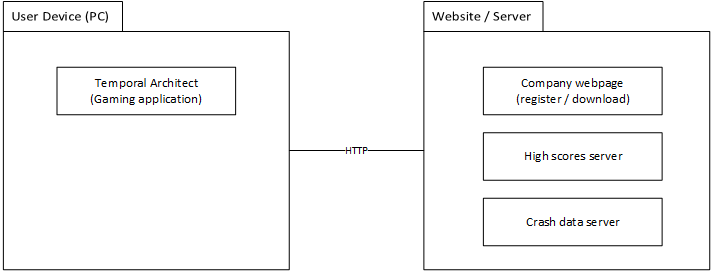 User Device (PC)
Temporal Architect
(Gaming application)
HTTP
Website / Server
Company webpage
(register / download)
High scores server
Crash data server